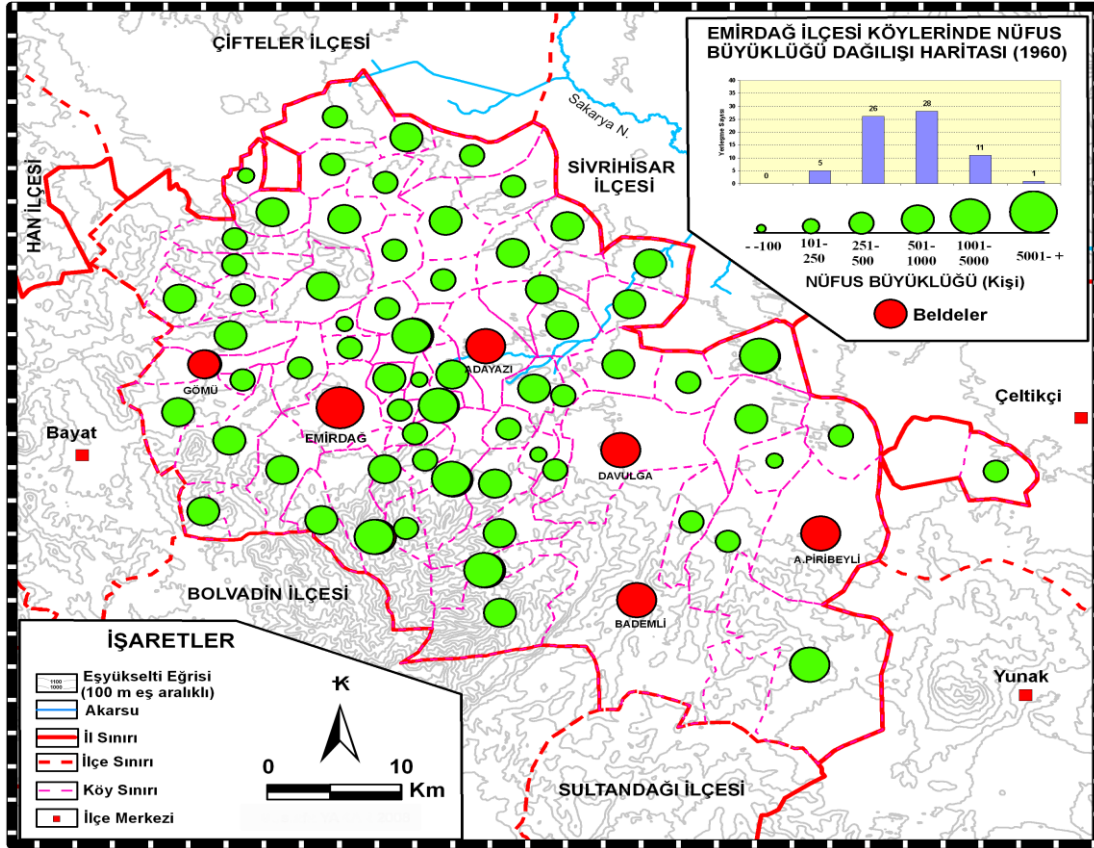 ÇİFTELER İLÇESİ
EMİRDAĞ İLÇESİ KÖYLERİNDE NÜFUS
BÜYÜKLÜĞÜ DAĞILIŞI HARİTASI (1960)
Yerleşme Sayısı
40
35
30
25
20
15
10
5
0
0
5
26
28
11
1
- -100
101-
250
251-
500
501-
1000
1001-
5000
5001- +
NÜFUS BÜYÜKLÜĞÜ (Kişi)
Beldeler
Sakarya N.
SİVRİHİSAR
İLÇESİ
HAN İLÇESİ
ADAYAZI
GÖMÜ
EMİRDAĞ
Bayat
Çeltikçi
DAVULGA
A.PİRİBEYLİ
BADEMLİ
BOLVADİN İLÇESİ
Yunak
SULTANDAĞI İLÇESİ
İŞARETLER
1100
1000
Eşyükselti Eğrisi
(100 m eş aralıklı)
Akarsu
İl Sınırı
İlçe Sınırı
Köy Sınırı
İlçe Merkezi
K
0
10
Km